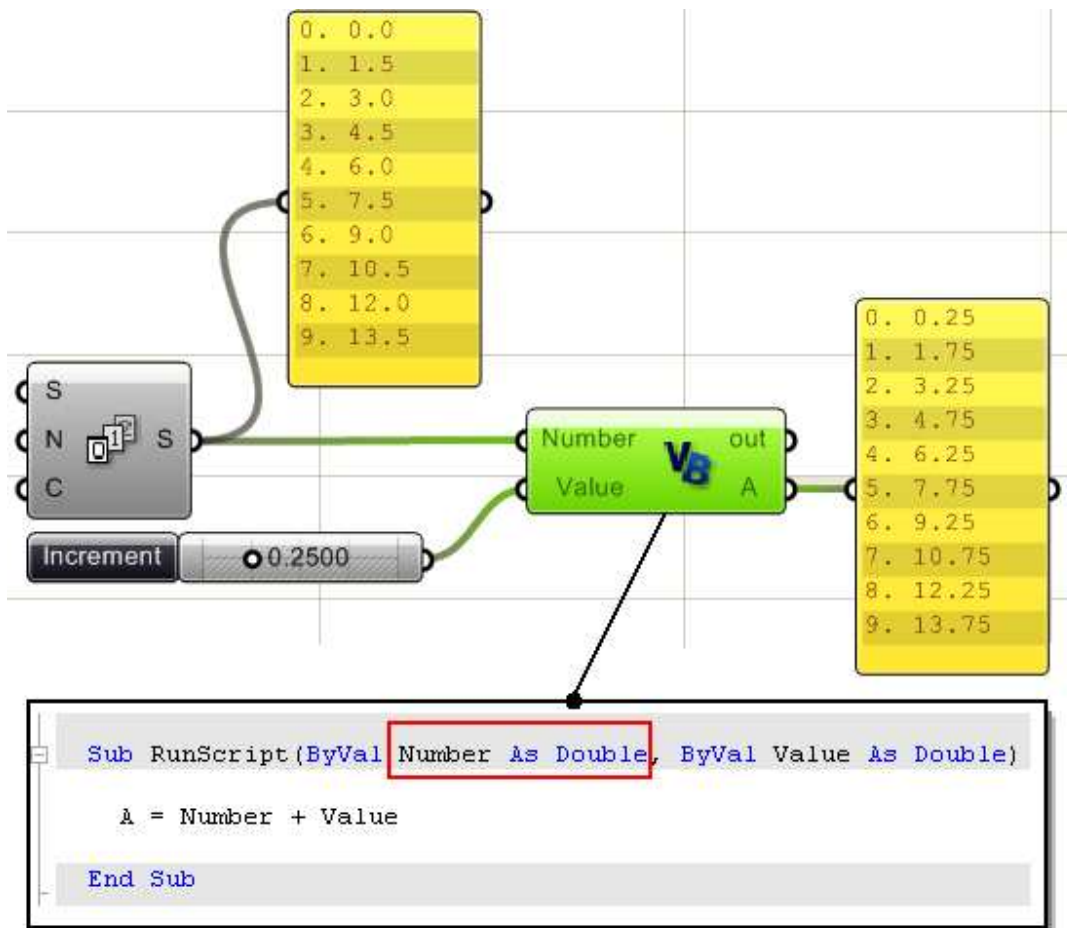 0. 0.0
1. 1.5
2. 3.0
3. 4.5
4. 6.0
5. 7.5
6. 9.0
7. 10.5
8. 12.0
9. 13.5
S
N
C
S
Increment
0.2500
Number
Value
out
A
VB
0. 0.25
1. 1.75
2. 3.25
3. 4.75
4. 6.25
5. 7.75
6. 9.25
7. 10.75
8. 12.25
9. 13.75
Sub RunScript(ByVal Number As Double, ByVal Value As Double)
A = Number + Value
End Sub